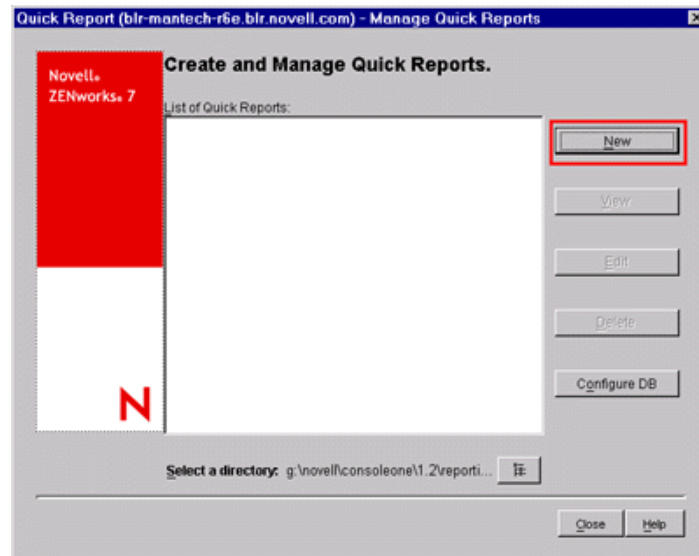 Quick Report (blr-mantech-r6e.blr.novell.com) - Manage Quick Reports
Novell®
ZENworks® 7
Create and Manage Quick Reports.
List of Quick Reports:
New
View
Edit
Delete
Configure DB
N
Select a directory: g:\novell\consoleone\1.2\reporti...
Close
Help